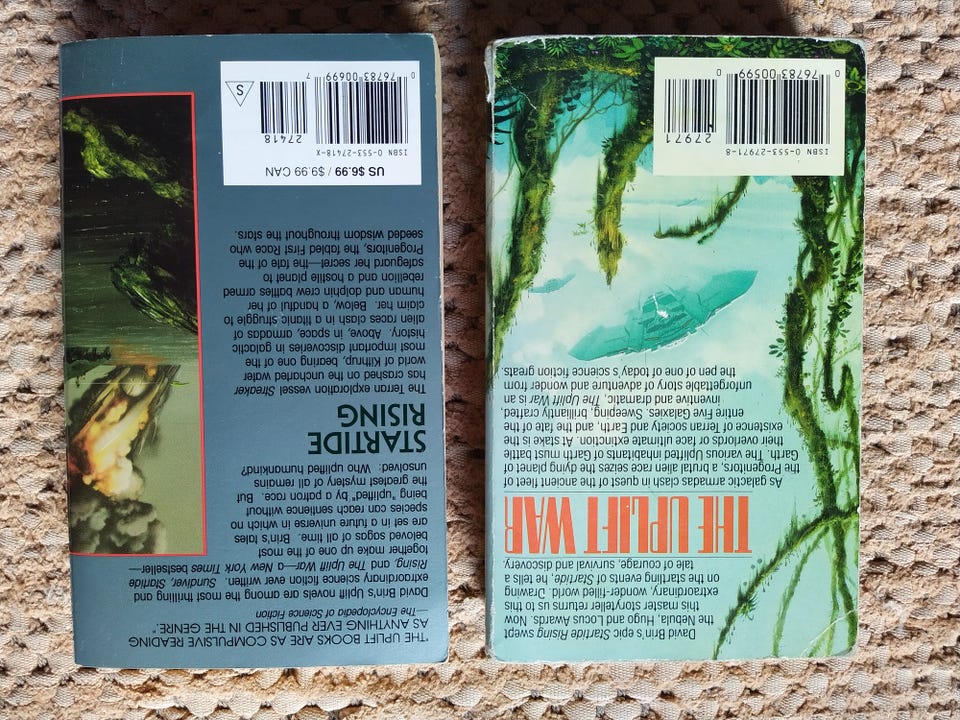 David Brin's epic Startide Rising swept
the Nebula, Hugo and Locus Awards. Now
this master storyteller returns us to this
extraordinary, wonder-filled world. Drawing
on the startling events of Startide, he tells a
tale of courage, survival and discovery.
THE UPLIFT WAR
As galactic armadas clash in quest of the ancient fleet of
the Progenitors, a brutal alien race seizes the dying planet of
Garth. The various Uplifted inhabitants of Garth must battle
their overlords or face ultimate extinction. At stake is the
existence of Terran society and Earth, and the fate of the
entire Five Galaxies. Sweeping, brilliantly crafted,
inventive and dramatic, The Uplift War is an
unforgettable story of adventure and wonder from
the pen of one of today's science fiction greats.
ISBN 0-553-27971-8
27971
0 76783 00599 0
"THE UPLIFT BOOKS ARE AS COMPULSIVE READING
AS ANYTHING EVER PUBLISHED IN THE GENRE."
—The Encyclopedia of Science Fiction
David Brin's Uplift novels are among the most thrilling and
extraordinary science fiction ever written. Sundiver, Startide
Rising, and The Uplift War—a New York Times bestseller—
together make up one of the most
beloved sagas of all time. Brin's tales
are set in a future universe in which no
species can reach sentience without
being "uplifted" by a patron race. But
the greatest mystery of all remains
unsolved: Who uplifted humankind?
STARTIDE
RISING
The Terran exploration vessel Streaker
has crashed on the uncharted water
world of Kithrup, bearing one of the
most important discoveries in galactic
history. Above, in space, armadas of
alien races clash in a titanic struggle to
claim her. Below, a handful of her
human and dolphin crew battles armed
rebellion and a hostile planet to
safeguard her secret—the fate of the
Progenitors, the fabled First Race who
seeded wisdom throughout the stars.
US $6.99 / $9.99 CAN
ISBN 0-553-27418-X
27418
0 76783 00699 7
S